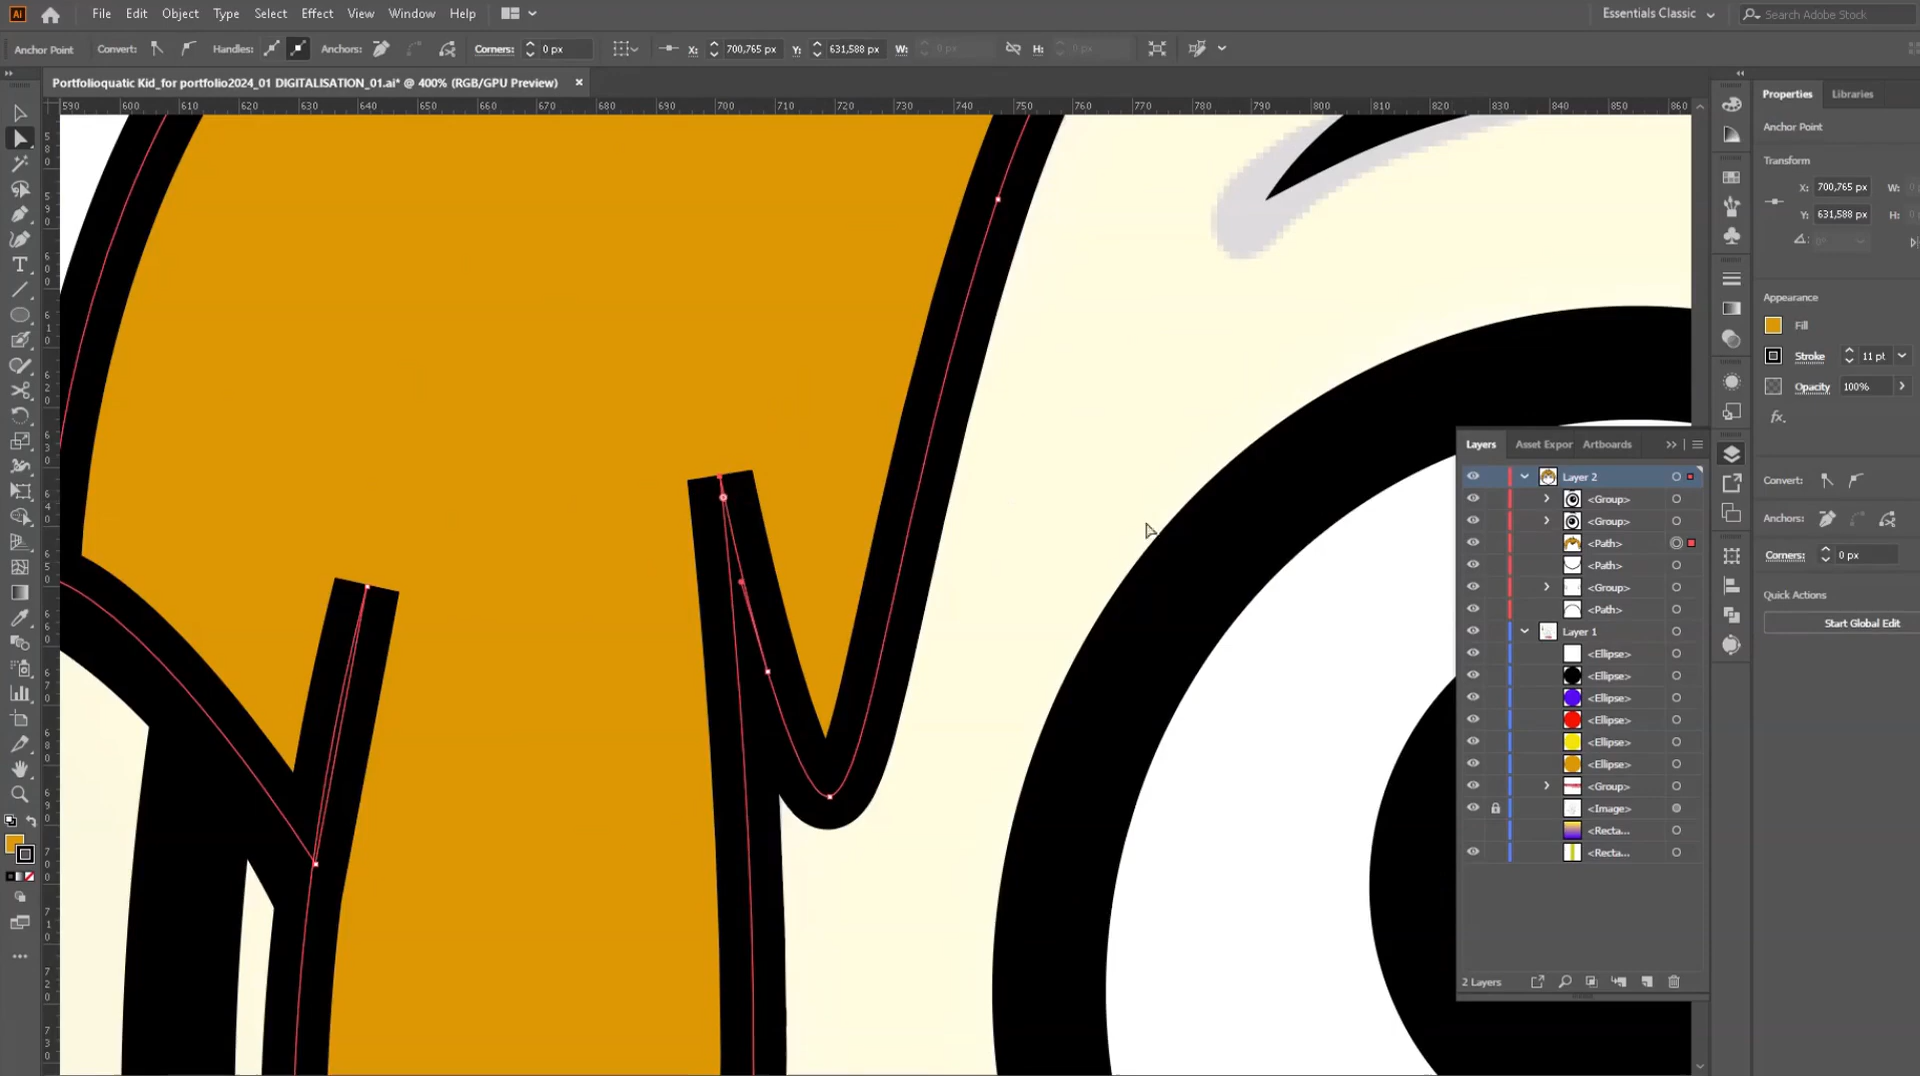 Ai File Edit Object Type Select Effect View Window Help Essentials Classic Search Adobe Stock
Anchor Point Convert: Handles: Anchors: Corners: 0 px X: 700,765 px Y: 631,588 px W: 0 px H: 0 px
Portfolioquatic Kid_for portfolio2024_01 DIGITALISATION_01.ai* @ 400% (RGB/GPU Preview) ×
590 600 610 620 630 640 650 660 670 680 690 700 710 720 730 740 750 760 770 780 790 800 810 820 830 840 850 860
Properties Libraries
Anchor Point
Transform
X: 700,765 px W:
Y: 631,588 px H:
Appearance
Fill
Stroke 11 pt
Opacity 100%
fx.
Layers Asset Expor Artboards
Layer 2
<Group>
<Group>
<Path>
<Path>
<Group>
<Path>
Layer 1
<Ellipse>
<Ellipse>
<Ellipse>
<Ellipse>
<Ellipse>
<Ellipse>
<Group>
<Image>
<Recta...
<Recta...
2 Layers
Convert:
Anchors:
Corners: 0 px
Quick Actions
Start Global Edit